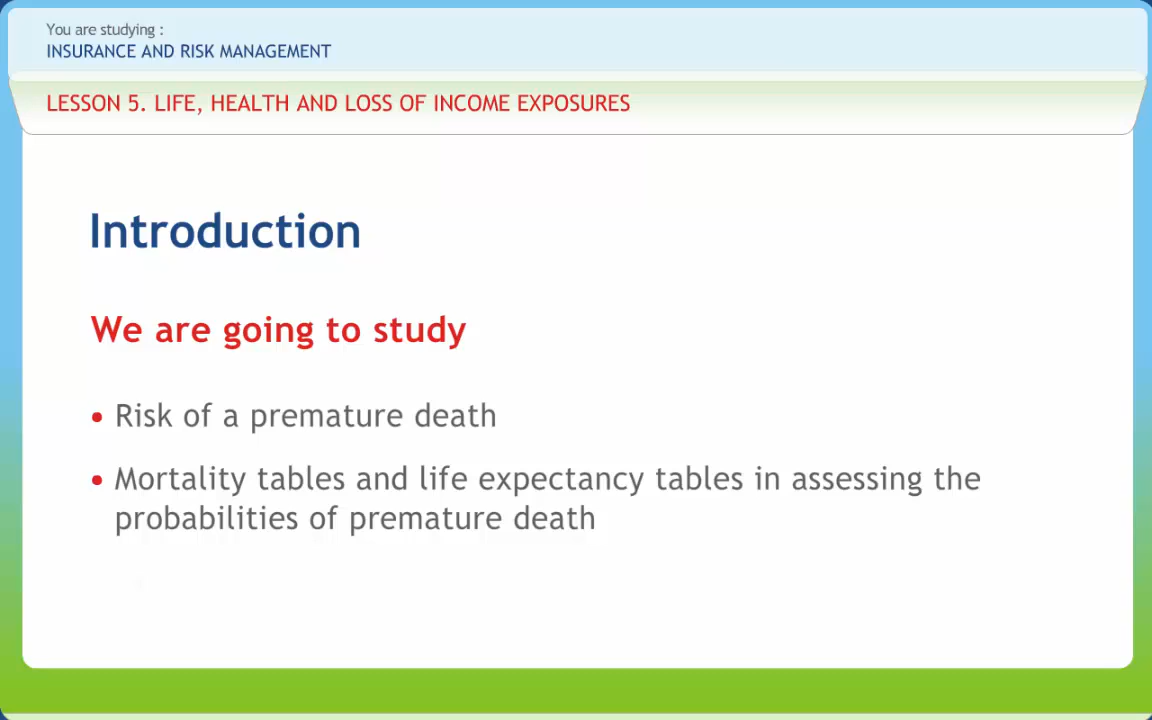 You are studying :
INSURANCE AND RISK MANAGEMENT
LESSON 5. LIFE, HEALTH AND LOSS OF INCOME EXPOSURES
Introduction
We are going to study
• Risk of a premature death
• Mortality tables and life expectancy tables in assessing the
probabilities of premature death